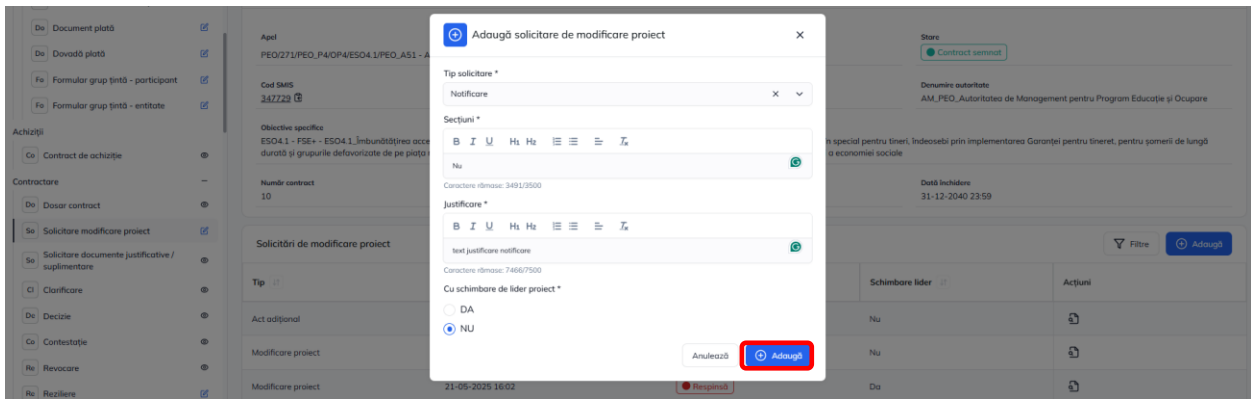 Do Document plată
Do Dovadă plată
Fo Formular grup țintă - participant
Fo Formular grup țintă - entitate
Achiziții
Co Contract de achiziție
Contractare
Do Dosar contract
So Solicitare modificare proiect
So Solicitare documente justificative / suplimentare
Cl Clarificare
De Decizie
Co Contestație
Re Revocare
Re Reziliere
Apel
PEO/271/PEO_P4/OP4/ESO4.1/PEO_A51 - A
Cod SMIS
347729
Obiective specifice
ESO4.1 - FSE+ - ESO4.1_Îmbunătățirea acce
durată și grupurile defavorizate de pe piața
Număr contract
10
Stare
Contract semnat
Denumire autoritate
AM_PEO_Autoritatea de Management pentru Program Educație și Ocupare
n special pentru tineri, îndeosebi prin implementarea Garanței pentru tineret, pentru șomerii de lungă
a economiei sociale
Dată închidere
31-12-2040 23:59
Adaugă solicitare de modificare proiect
Tip solicitare *
Notificare
Secțiuni *
B I U H1 H2
Nu
Caractere rămase: 3491/3500
Justificare *
B I U H1 H2
text justificare notificare
Caractere rămase: 7466/7500
Cu schimbare de lider proiect *
DA
NU
Anulează
Adaugă
Solicitări de modificare proiect
Filtre
Adaugă
Tip Schimbare lider Acțiuni
Act adițional Nu
Modificare proiect Nu
Modificare proiect 21-05-2025 16:02 Respinsă Da